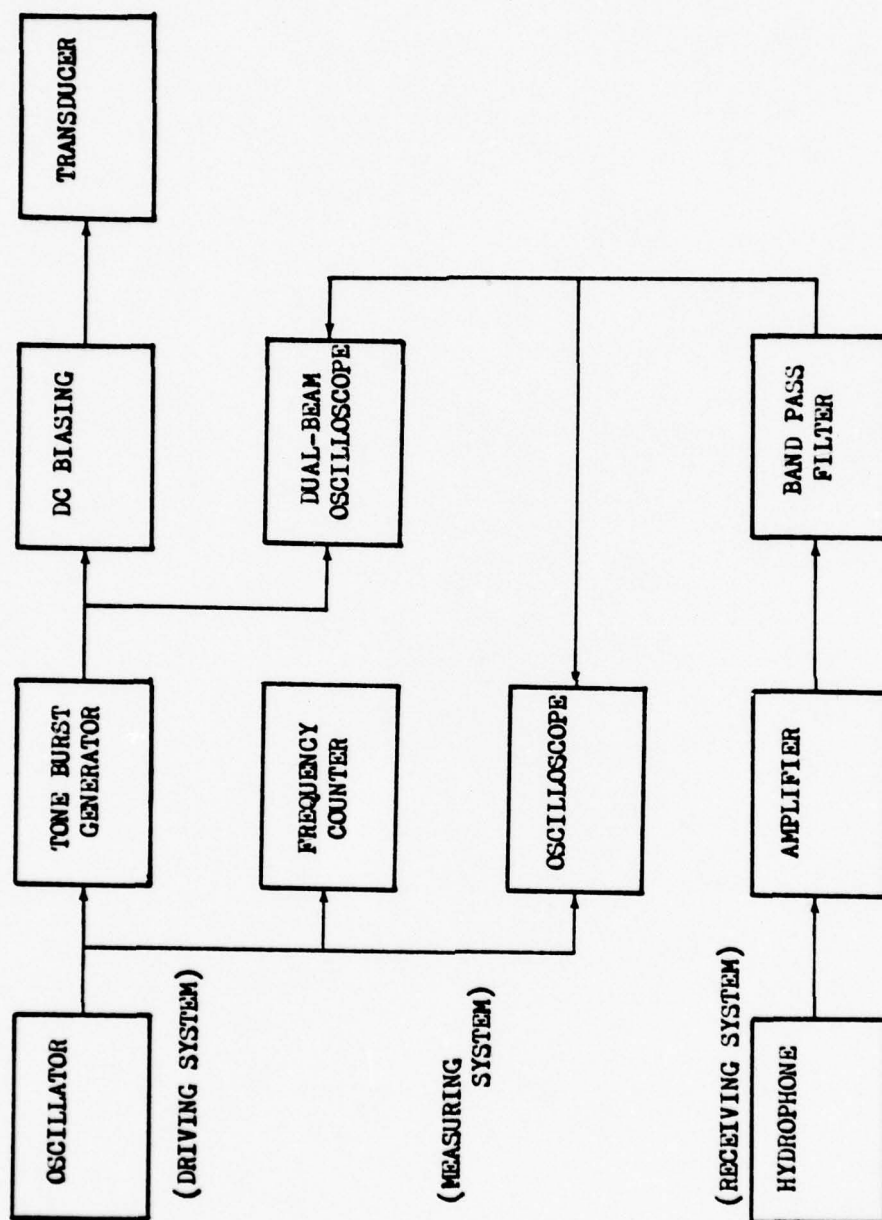 OSCILLATOR
TONE BURST
GENERATOR
DC BIASING
TRANSDUCER
(DRIVING SYSTEM)
FREQUENCY
COUNTER
DUAL-BEAM
OSCILLOSCOPE
(MEASURING
SYSTEM)
OSCILLOSCOPE
(RECEIVING SYSTEM)
HYDROPHONE
AMPLIFIER
BAND PASS
FILTER